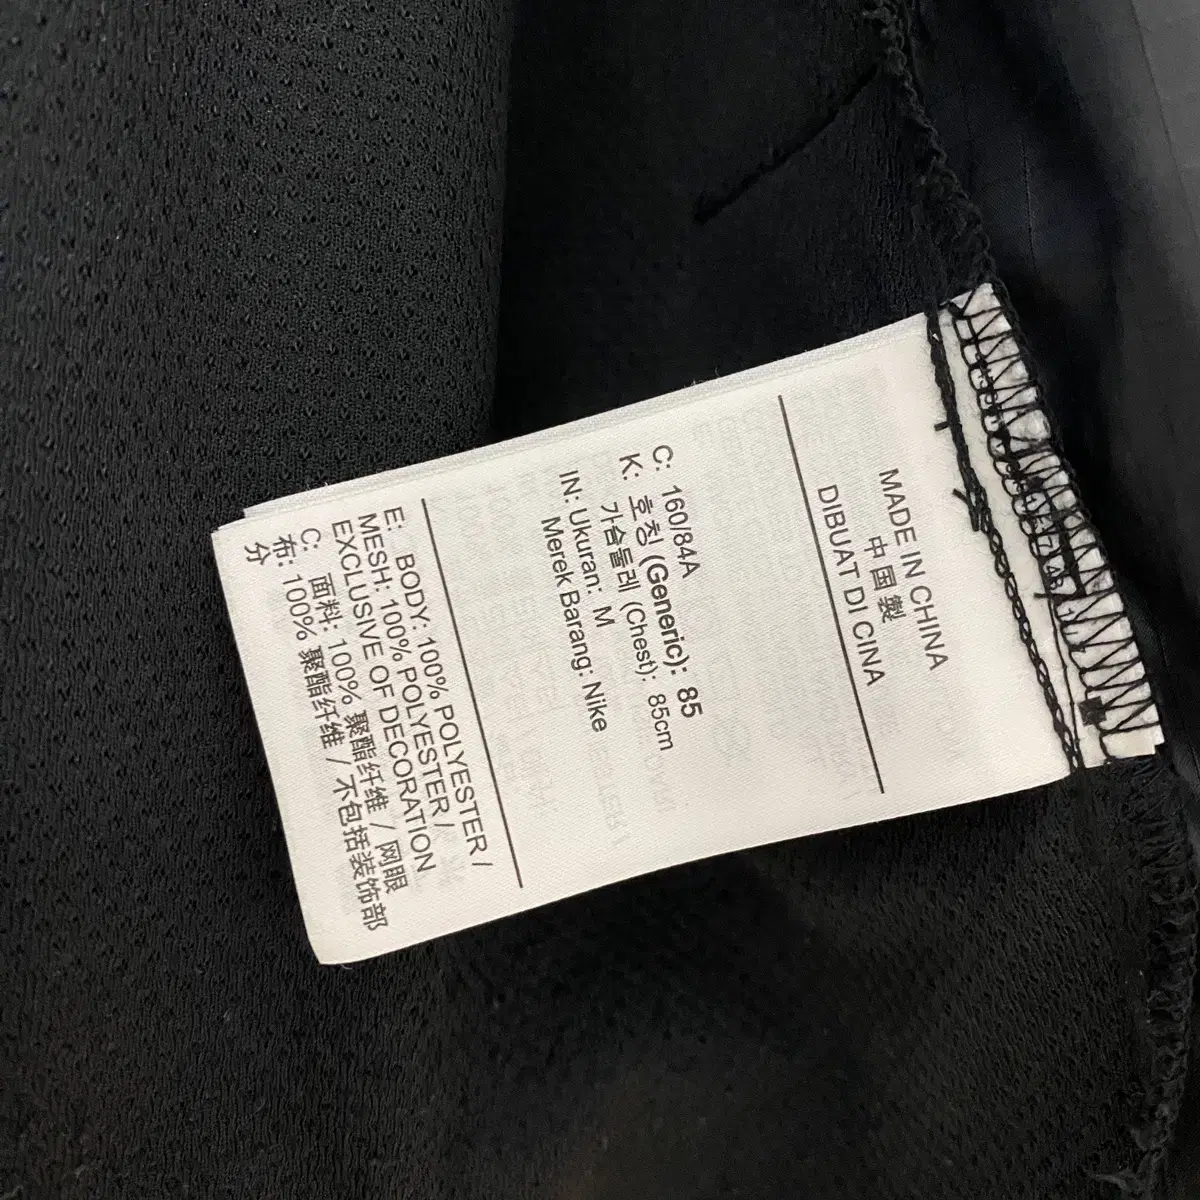 MADE IN CHINA
中国製
DIBUAT DI CINA
C: 160/84A
K: 호칭 (Generic): 85
가슴둘레 (Chest): 85cm
IN: Ukuran: M
Merek Barang: Nike
E: BODY: 100% POLYESTER /
MESH: 100% POLYESTER /
EXCLUSIVE OF DECORATION
C: 面料: 100% 聚酯纤维 / 网眼
布: 100% 聚酯纤维 / 不包括装饰部
分